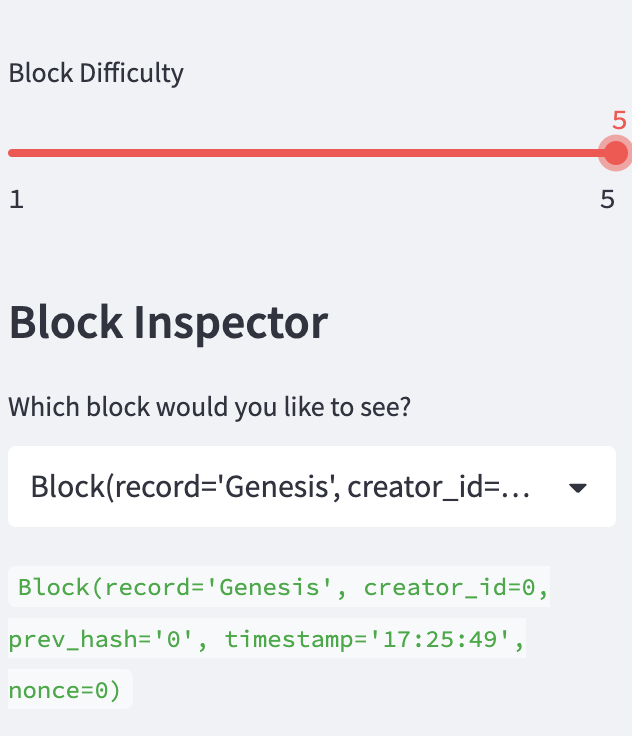 Block Difficulty
5
1 5
Block Inspector
Which block would you like to see?
Block(record='Genesis', creator_id=...
Block(record='Genesis', creator_id=0,
prev_hash='0', timestamp='17:25:49',
nonce=0)